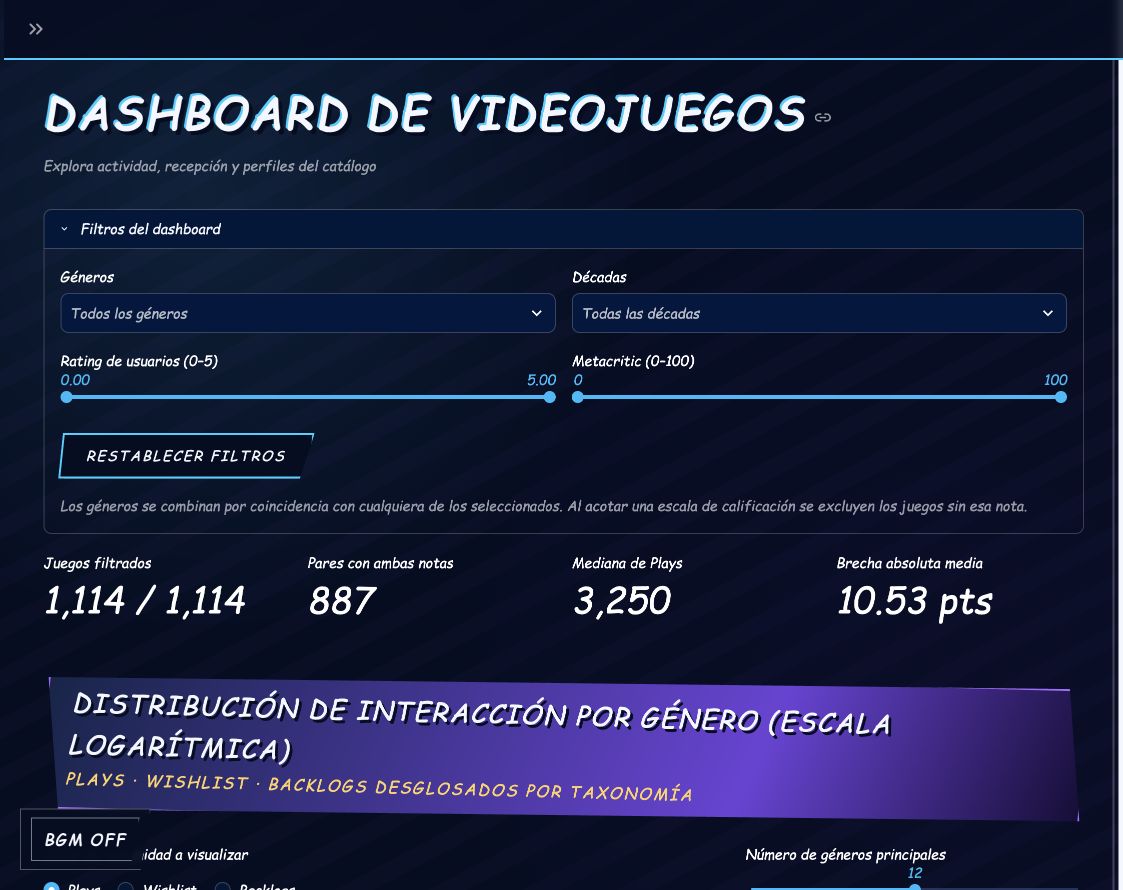 DASHBOARD DE VIDEOJUEGOS
Explora actividad, recepción y perfiles del catálogo
Filtros del dashboard
Géneros
Todos los géneros
Décadas
Todas las décadas
Rating de usuarios (0-5)
0.00 5.00
Metacritic (0-100)
0 100
RESTABLECER FILTROS
Los géneros se combinan por coincidencia con cualquiera de los seleccionados. Al acotar una escala de calificación se excluyen los juegos sin esa nota.
Juegos filtrados
1,114 / 1,114
Pares con ambas notas
887
Mediana de Plays
3,250
Brecha absoluta media
10.53 pts
DISTRIBUCIÓN DE INTERACCIÓN POR GÉNERO (ESCALA
LOGARÍTMICA)
PLAYS · WISHLIST · BACKLOGS DESGLOSADOS POR TAXONOMÍA
BGM OFF
a visualizar
Plays Wishlist Backlogs
Número de géneros principales
12